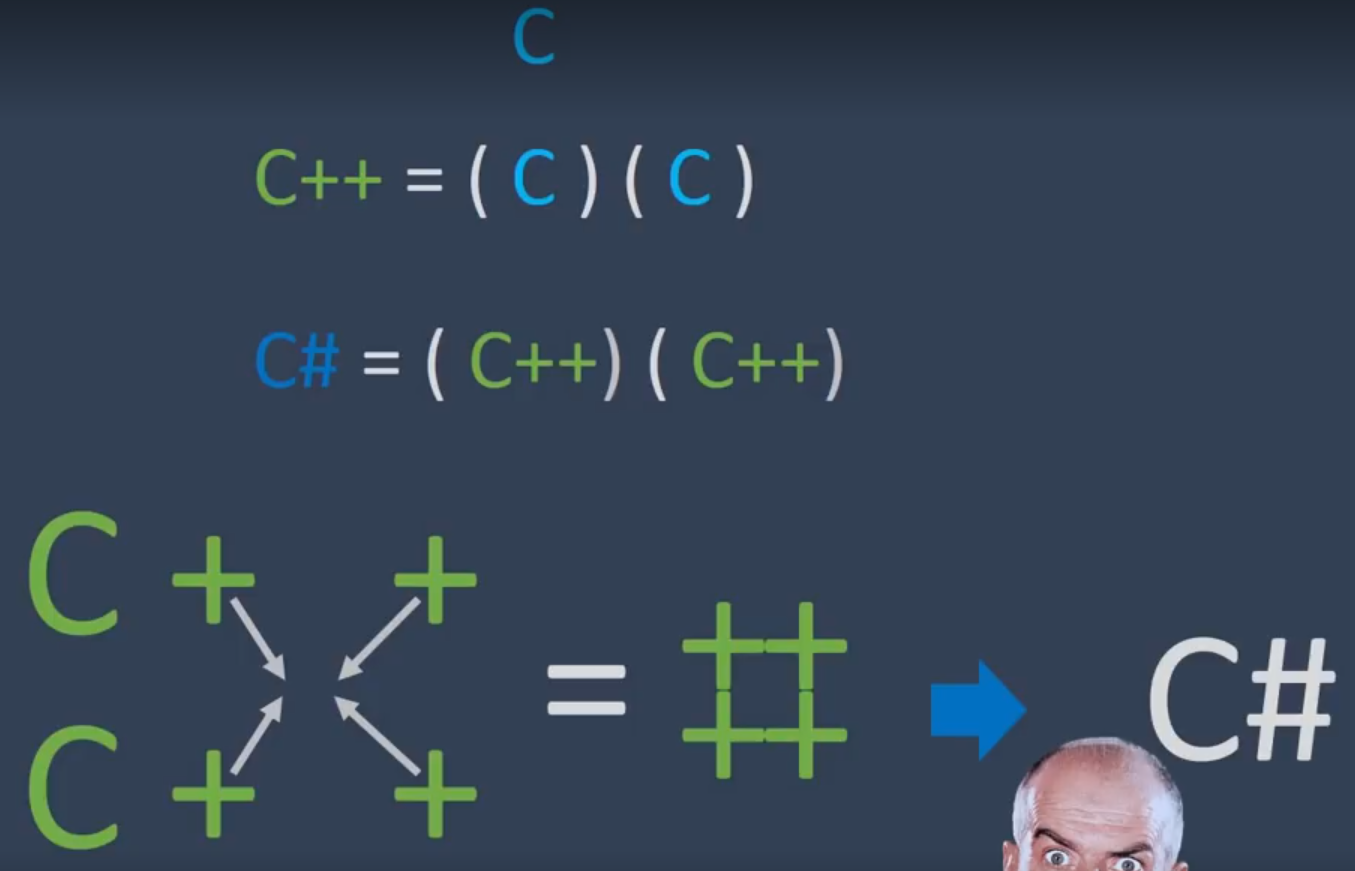 C
C++ = ( C ) ( C )
C# = ( C++) ( C++)
C + +
C + +
= # C#